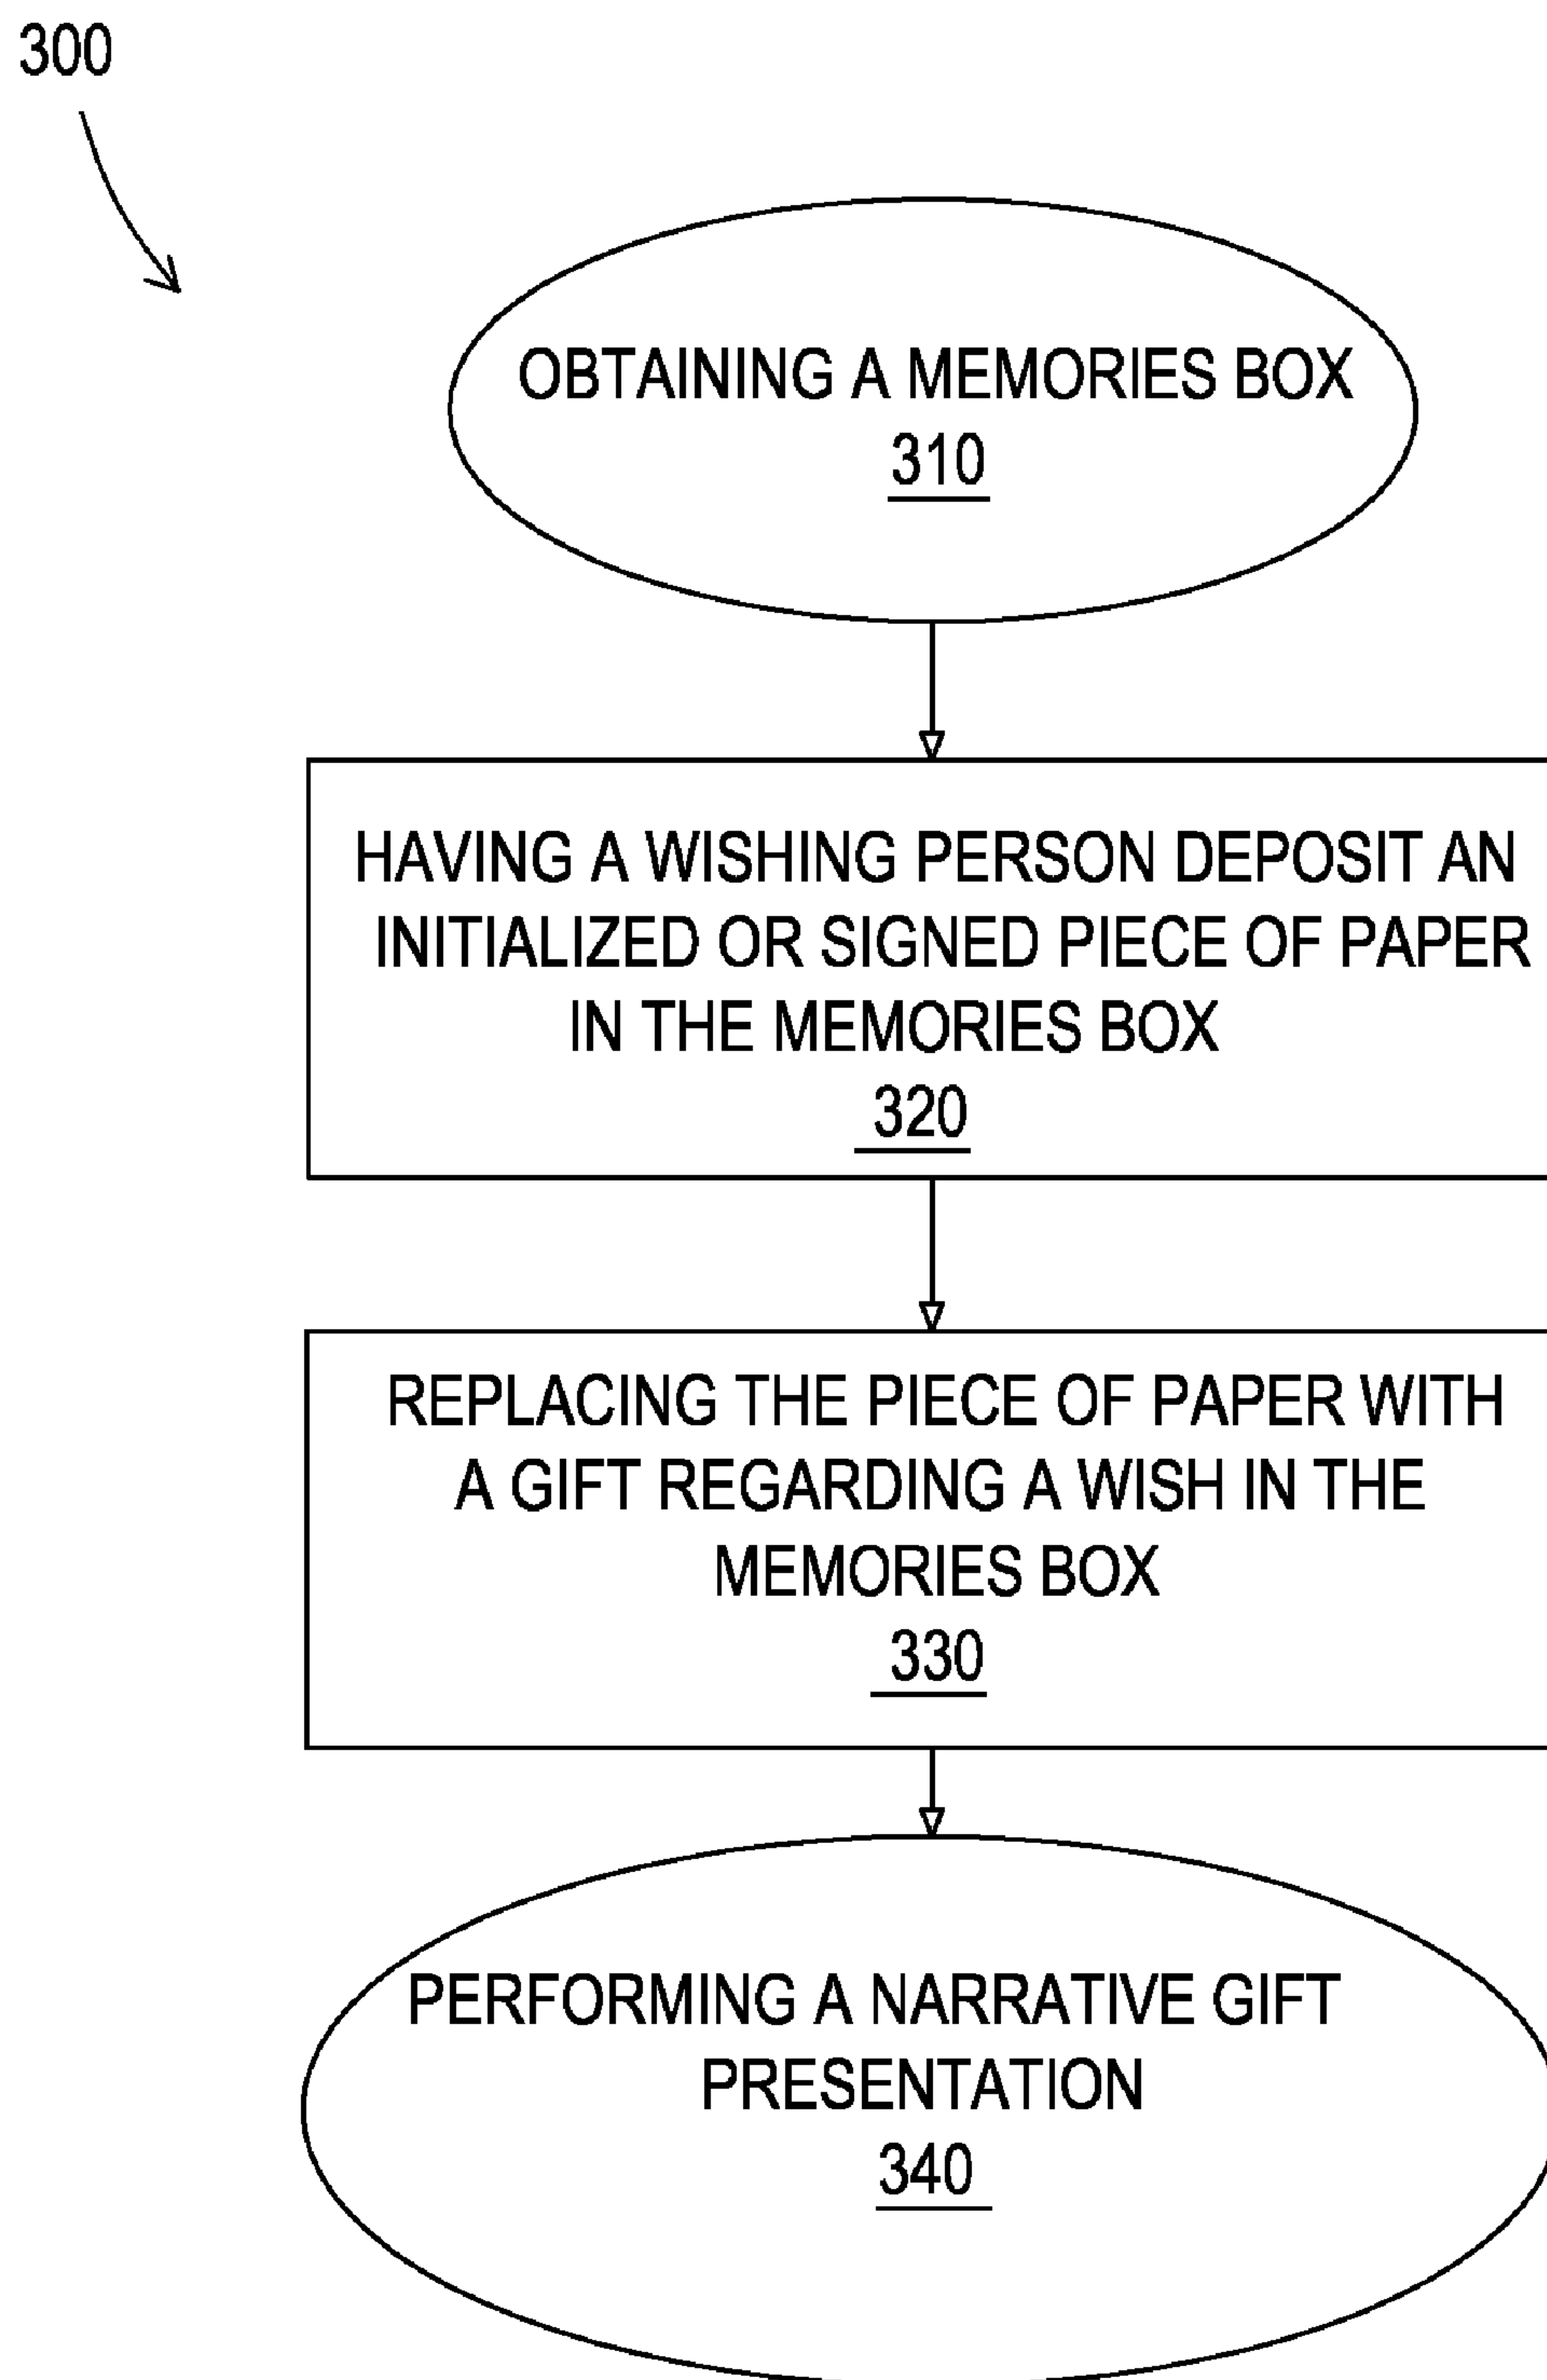 300
OBTAINING A MEMORIES BOX
310
HAVING A WISHING PERSON DEPOSIT AN
INITIALIZED OR SIGNED PIECE OF PAPER
IN THE MEMORIES BOX
320
REPLACING THE PIECE OF PAPER WITH
A GIFT REGARDING A WISH IN THE
MEMORIES BOX
330
PERFORMING A NARRATIVE GIFT
PRESENTATION
340